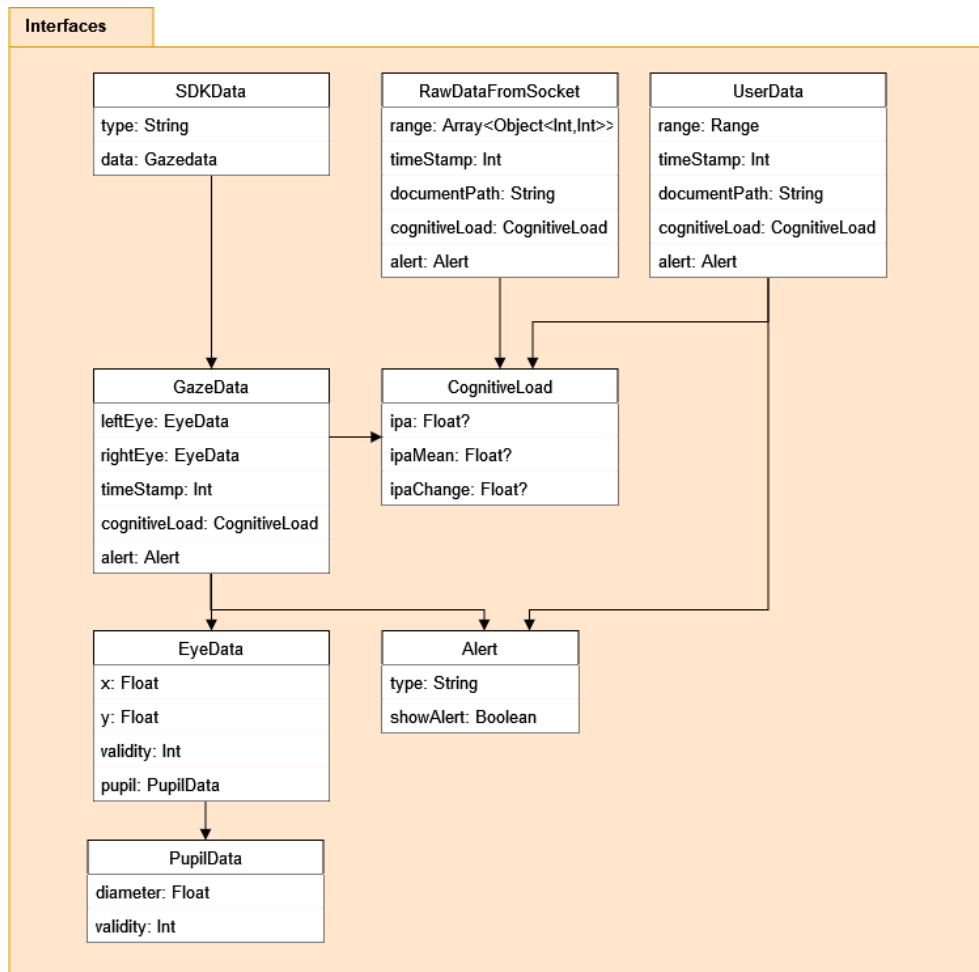 Interfaces
SDKData
type: String
data: Gazedata
RawDataFromSocket
range: Array<Object<Int,Int>>
timeStamp: Int
documentPath: String
cognitiveLoad: CognitiveLoad
alert: Alert
UserData
range: Range
timeStamp: Int
documentPath: String
cognitiveLoad: CognitiveLoad
alert: Alert
GazeData
leftEye: EyeData
rightEye: EyeData
timeStamp: Int
cognitiveLoad: CognitiveLoad
alert: Alert
CognitiveLoad
ipa: Float?
ipaMean: Float?
ipaChange: Float?
EyeData
x: Float
y: Float
validity: Int
pupil: PupilData
Alert
type: String
showAlert: Boolean
PupilData
diameter: Float
validity: Int